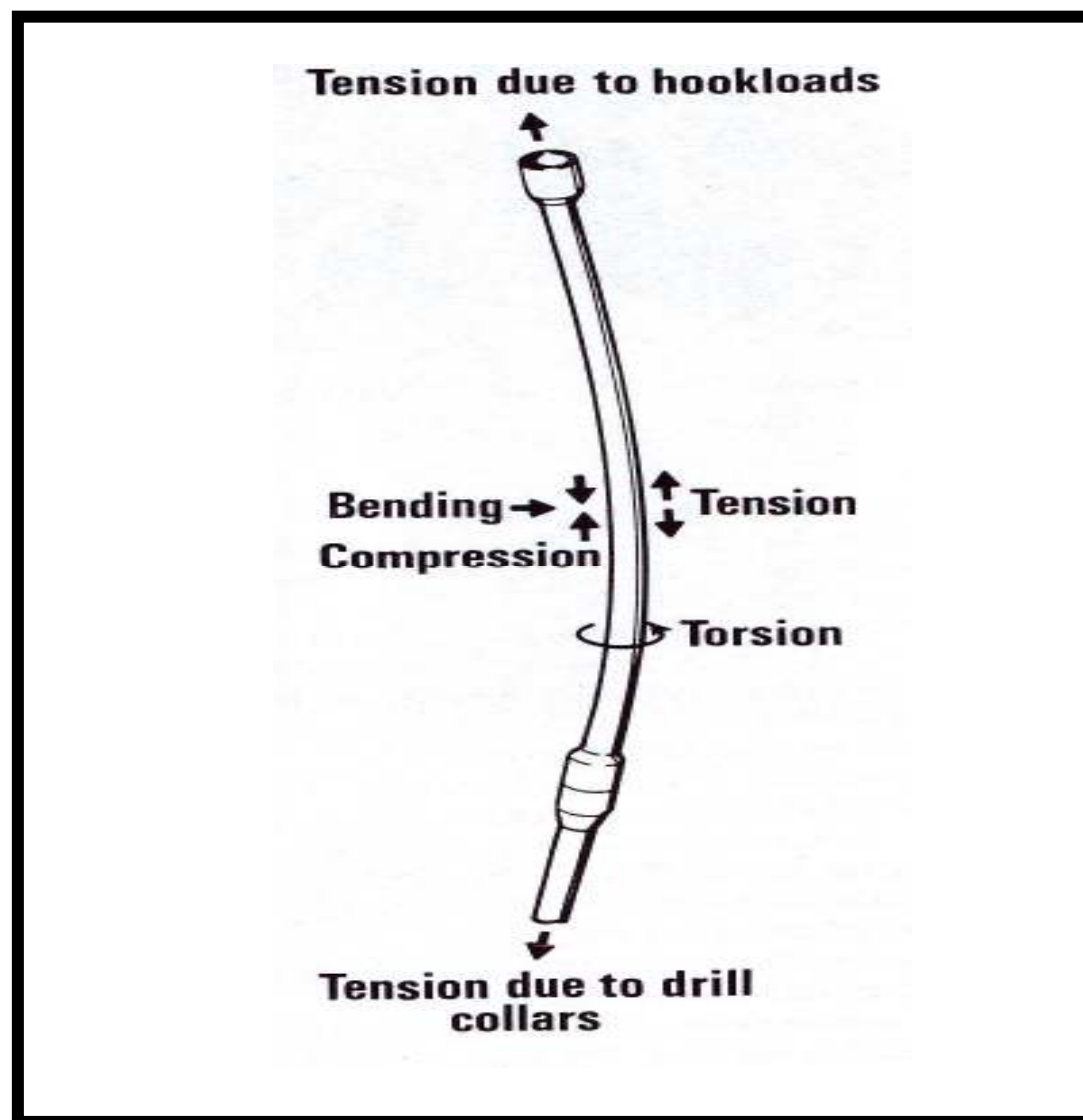 Tension due to hookloads
Bending
Compression
Tension
Torsion
Tension due to drill
collars